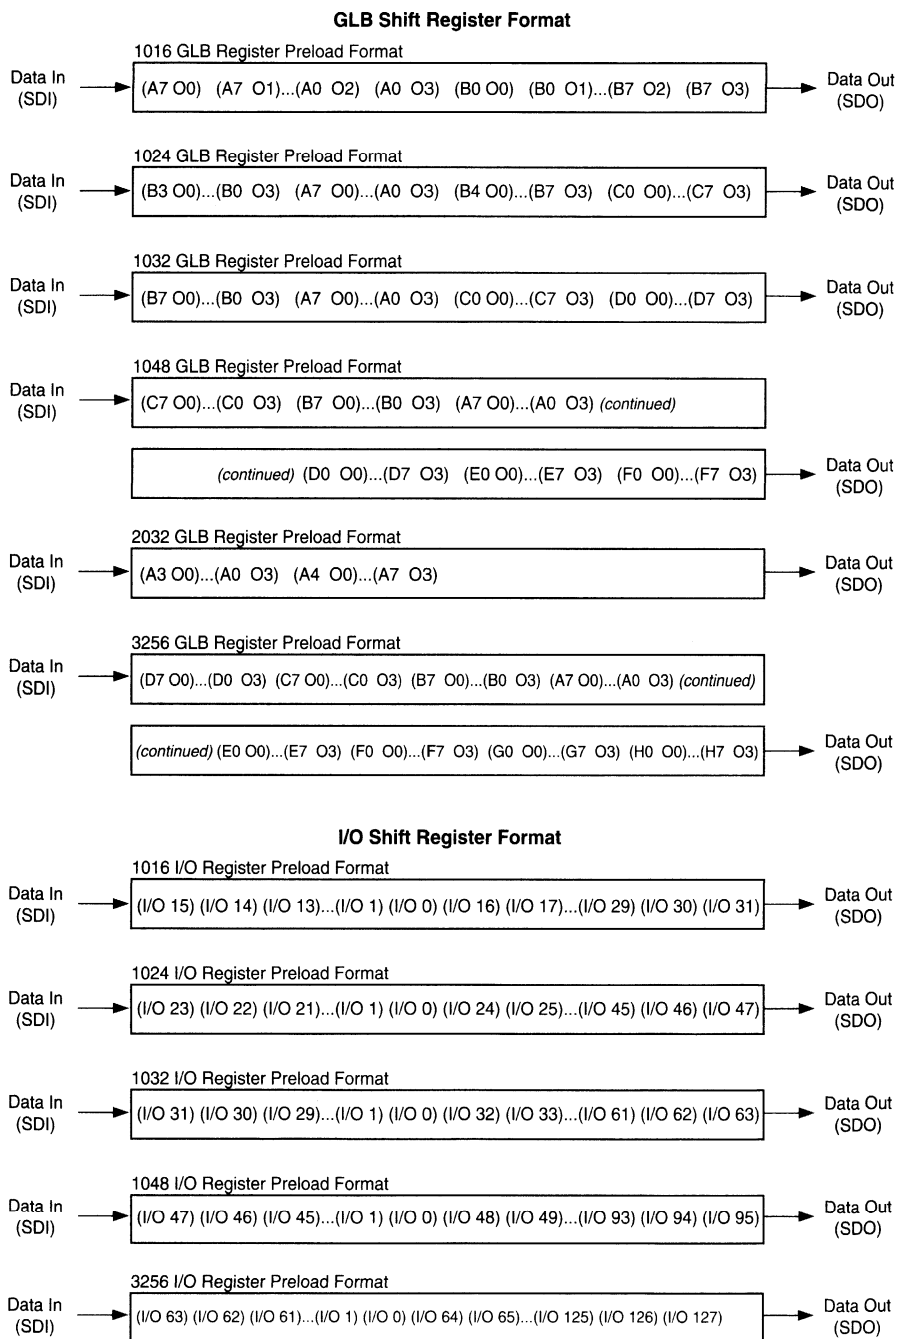 GLB Shift Register Format
1016 GLB Register Preload Format
Data In
(SDI)
(A7 O0) (A7 O1)...(A0 O2) (A0 O3) (B0 O0) (B0 O1)...(B7 O2) (B7 O3)
Data Out
(SDO)
1024 GLB Register Preload Format
Data In
(SDI)
(B3 O0)...(B0 O3) (A7 O0)...(A0 O3) (B4 O0)...(B7 O3) (C0 O0)...(C7 O3)
Data Out
(SDO)
1032 GLB Register Preload Format
Data In
(SDI)
(B7 O0)...(B0 O3) (A7 O0)...(A0 O3) (C0 O0)...(C7 O3) (D0 O0)...(D7 O3)
Data Out
(SDO)
1048 GLB Register Preload Format
Data In
(SDI)
(C7 O0)...(C0 O3) (B7 O0)...(B0 O3) (A7 O0)...(A0 O3) (continued)
(continued) (D0 O0)...(D7 O3) (E0 O0)...(E7 O3) (F0 O0)...(F7 O3)
Data Out
(SDO)
2032 GLB Register Preload Format
Data In
(SDI)
(A3 O0)...(A0 O3) (A4 O0)...(A7 O3)
Data Out
(SDO)
3256 GLB Register Preload Format
Data In
(SDI)
(D7 O0)...(D0 O3) (C7 O0)...(C0 O3) (B7 O0)...(B0 O3) (A7 O0)...(A0 O3) (continued)
(continued) (E0 O0)...(E7 O3) (F0 O0)...(F7 O3) (G0 O0)...(G7 O3) (H0 O0)...(H7 O3)
Data Out
(SDO)
I/O Shift Register Format
1016 I/O Register Preload Format
Data In
(SDI)
(I/O 15) (I/O 14) (I/O 13)...(I/O 1) (I/O 0) (I/O 16) (I/O 17)...(I/O 29) (I/O 30) (I/O 31)
Data Out
(SDO)
1024 I/O Register Preload Format
Data In
(SDI)
(I/O 23) (I/O 22) (I/O 21)...(I/O 1) (I/O 0) (I/O 24) (I/O 25)...(I/O 45) (I/O 46) (I/O 47)
Data Out
(SDO)
1032 I/O Register Preload Format
Data In
(SDI)
(I/O 31) (I/O 30) (I/O 29)...(I/O 1) (I/O 0) (I/O 32) (I/O 33)...(I/O 61) (I/O 62) (I/O 63)
Data Out
(SDO)
1048 I/O Register Preload Format
Data In
(SDI)
(I/O 47) (I/O 46) (I/O 45)...(I/O 1) (I/O 0) (I/O 48) (I/O 49)...(I/O 93) (I/O 94) (I/O 95)
Data Out
(SDO)
3256 I/O Register Preload Format
Data In
(SDI)
(I/O 63) (I/O 62) (I/O 61)...(I/O 1) (I/O 0) (I/O 64) (I/O 65)...(I/O 125) (I/O 126) (I/O 127)
Data Out
(SDO)